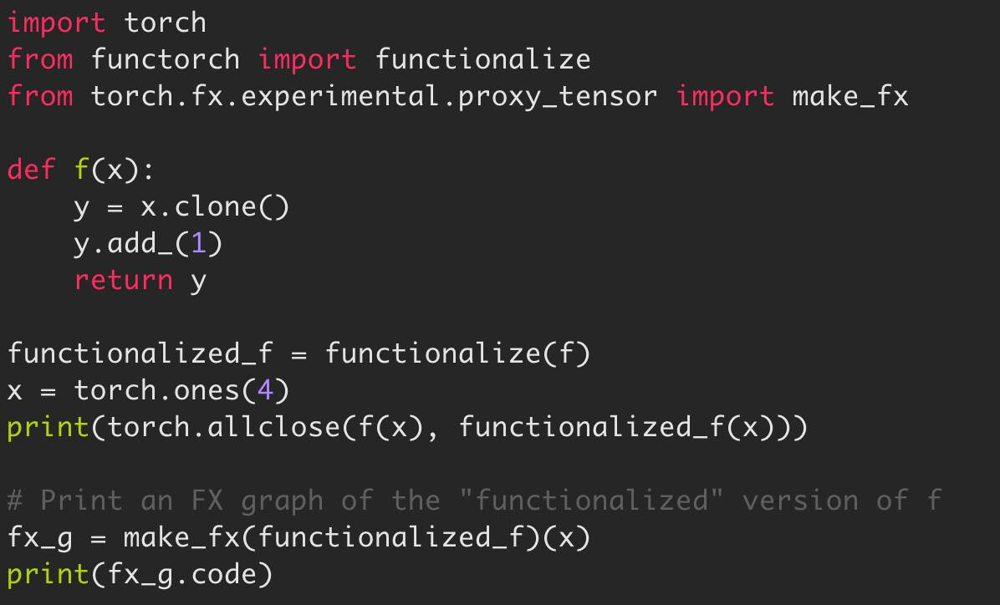 import torch
from functorch import functionalize
from torch.fx.experimental.proxy_tensor import make_fx

def f(x):
    y = x.clone()
    y.add_(1)
    return y

functionalized_f = functionalize(f)
x = torch.ones(4)
print(torch.allclose(f(x), functionalized_f(x)))

# Print an FX graph of the "functionalized" version of f
fx_g = make_fx(functionalized_f)(x)
print(fx_g.code)